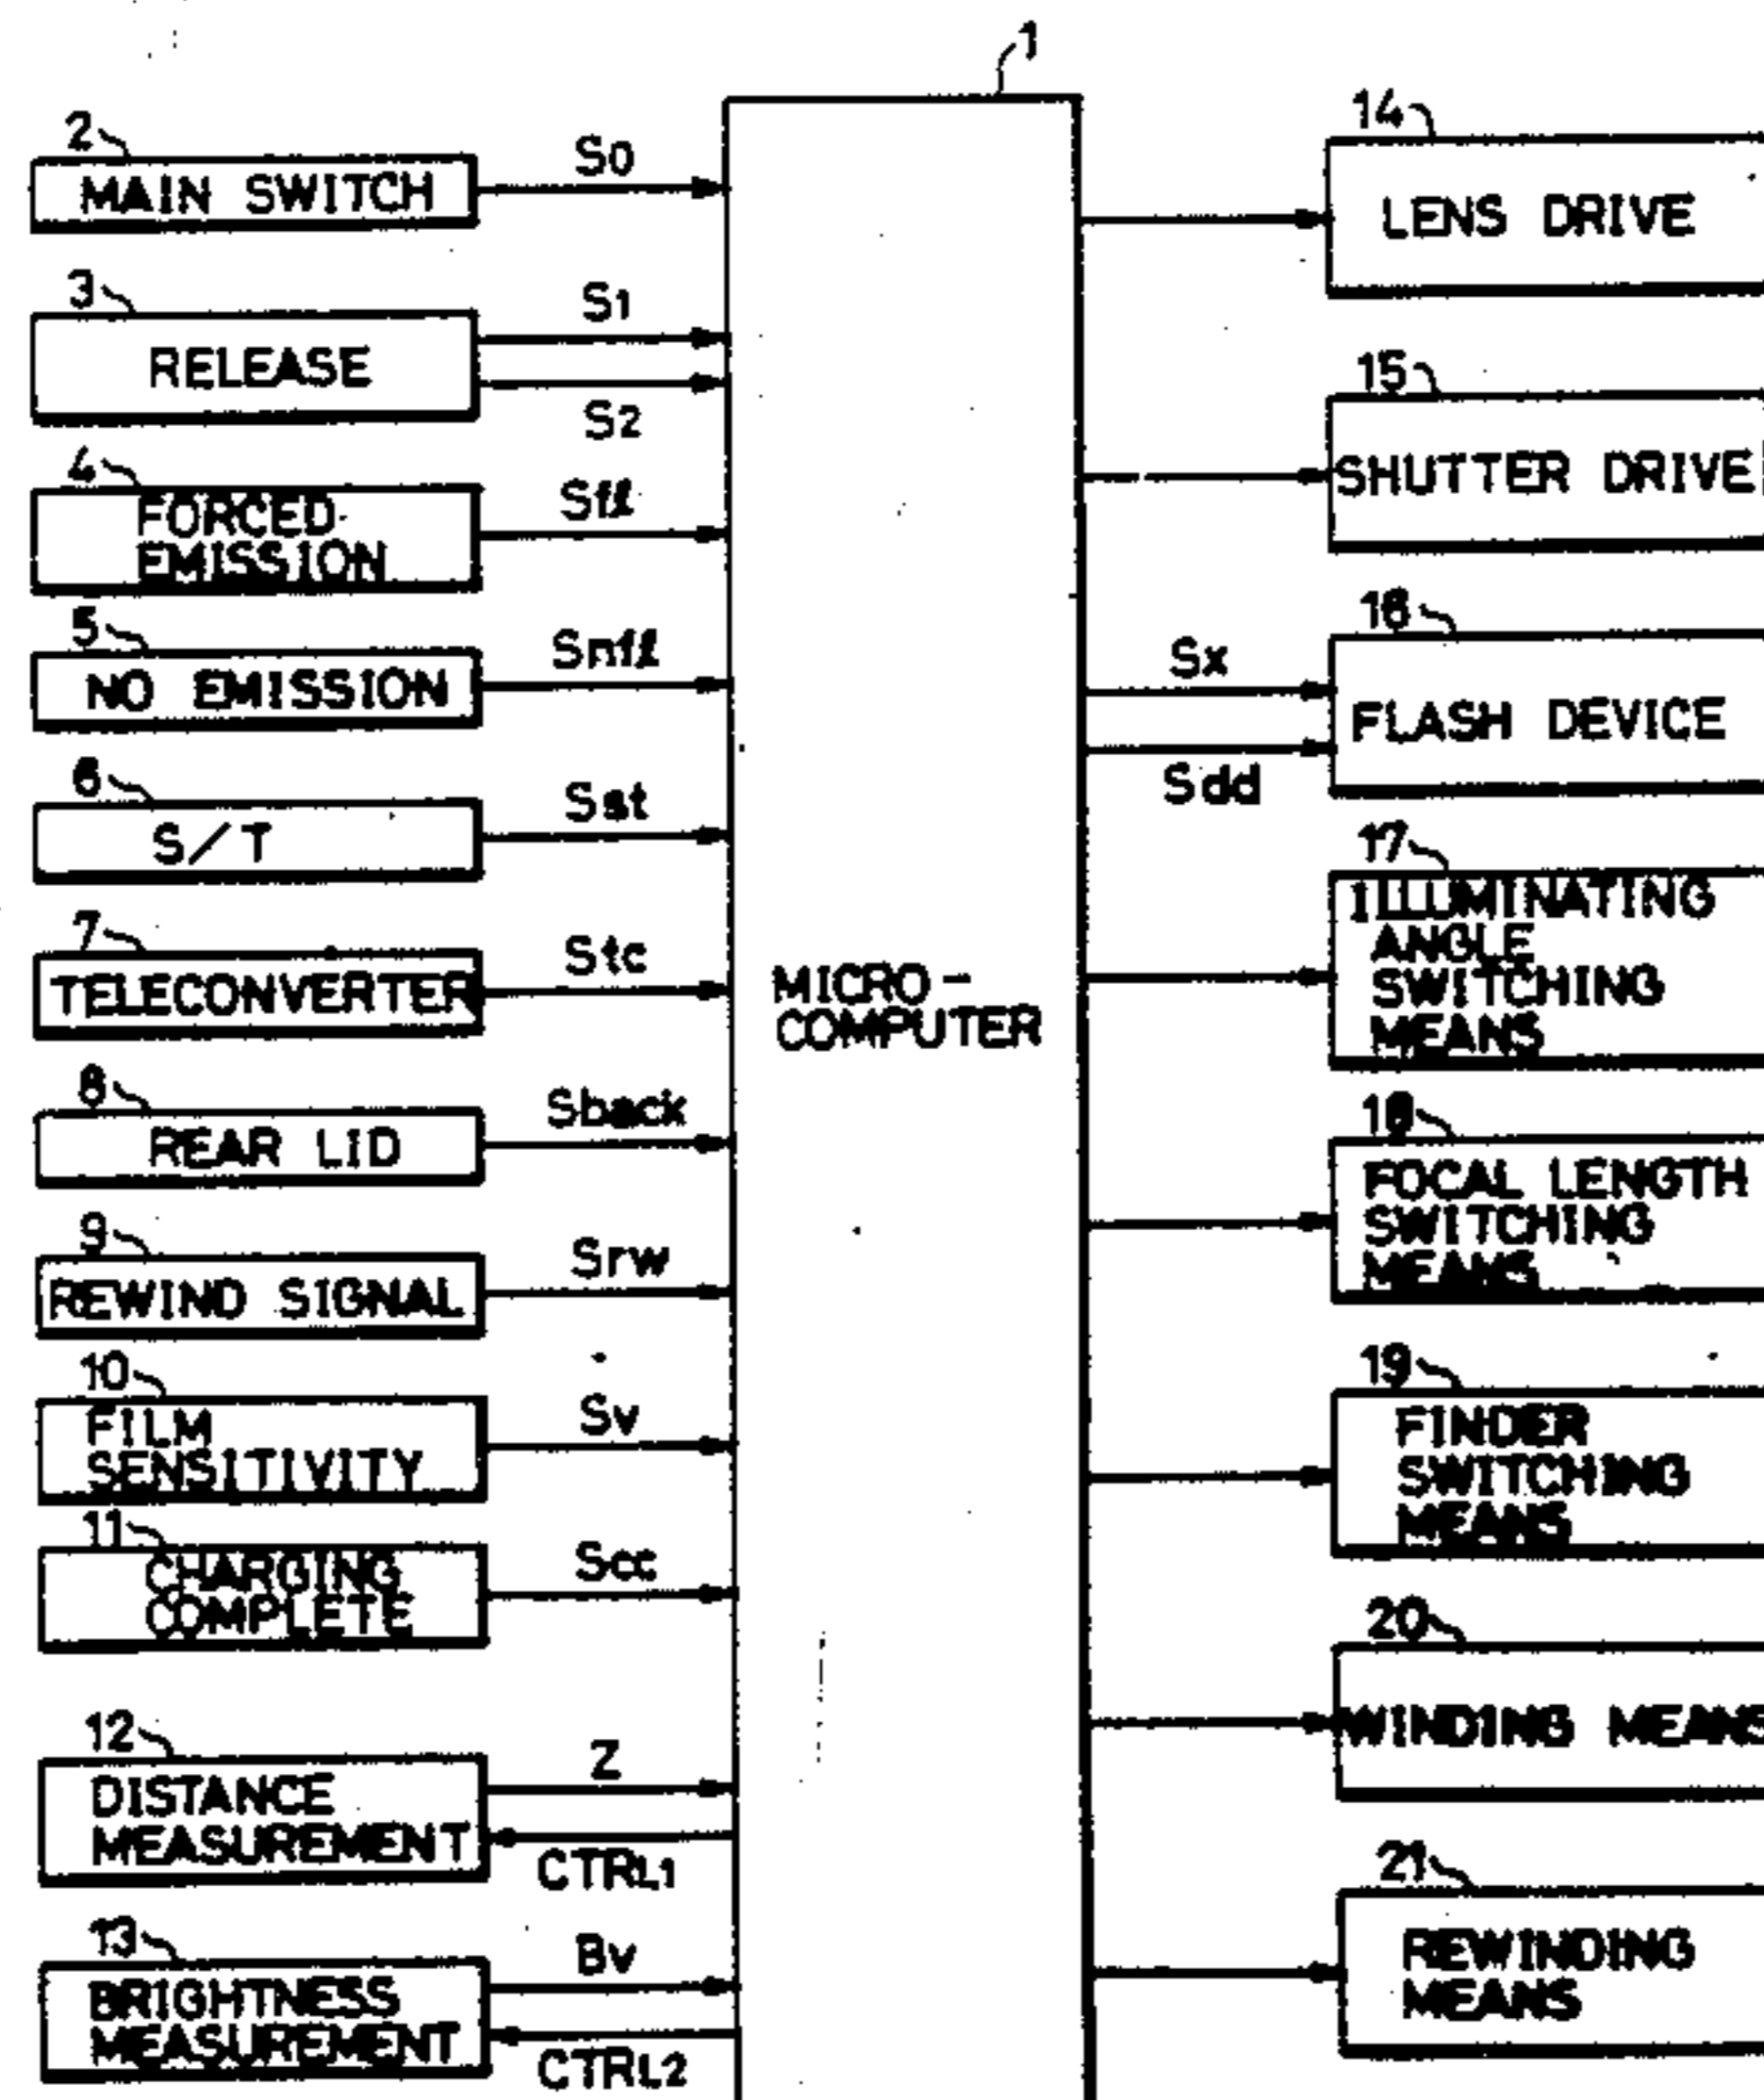 1
2
MAIN SWITCH
S0
3
RELEASE
S1
S2
4
FORCED
EMISSION
Sfℓ
5
NO EMISSION
Snfℓ
6
S/T
Sst
7
TELECONVERTER
Stc
8
REAR LID
Sback
9
REWIND SIGNAL
Srw
10
FILM
SENSITIVITY
Sv
11
CHARGING
COMPLETE
Scc
12
DISTANCE
MEASUREMENT
Z
CTRL1
13
BRIGHTNESS
MEASUREMENT
Bv
CTRL2
MICRO-
COMPUTER
14
LENS DRIVE
15
SHUTTER DRIVE
16
FLASH DEVICE
Sx
Sdd
17
ILLUMINATING
ANGLE
SWITCHING
MEANS
18
FOCAL LENGTH
SWITCHING
MEANS
19
FINDER
SWITCHING
MEANS
20
WINDING MEANS
21
REWINDING
MEANS